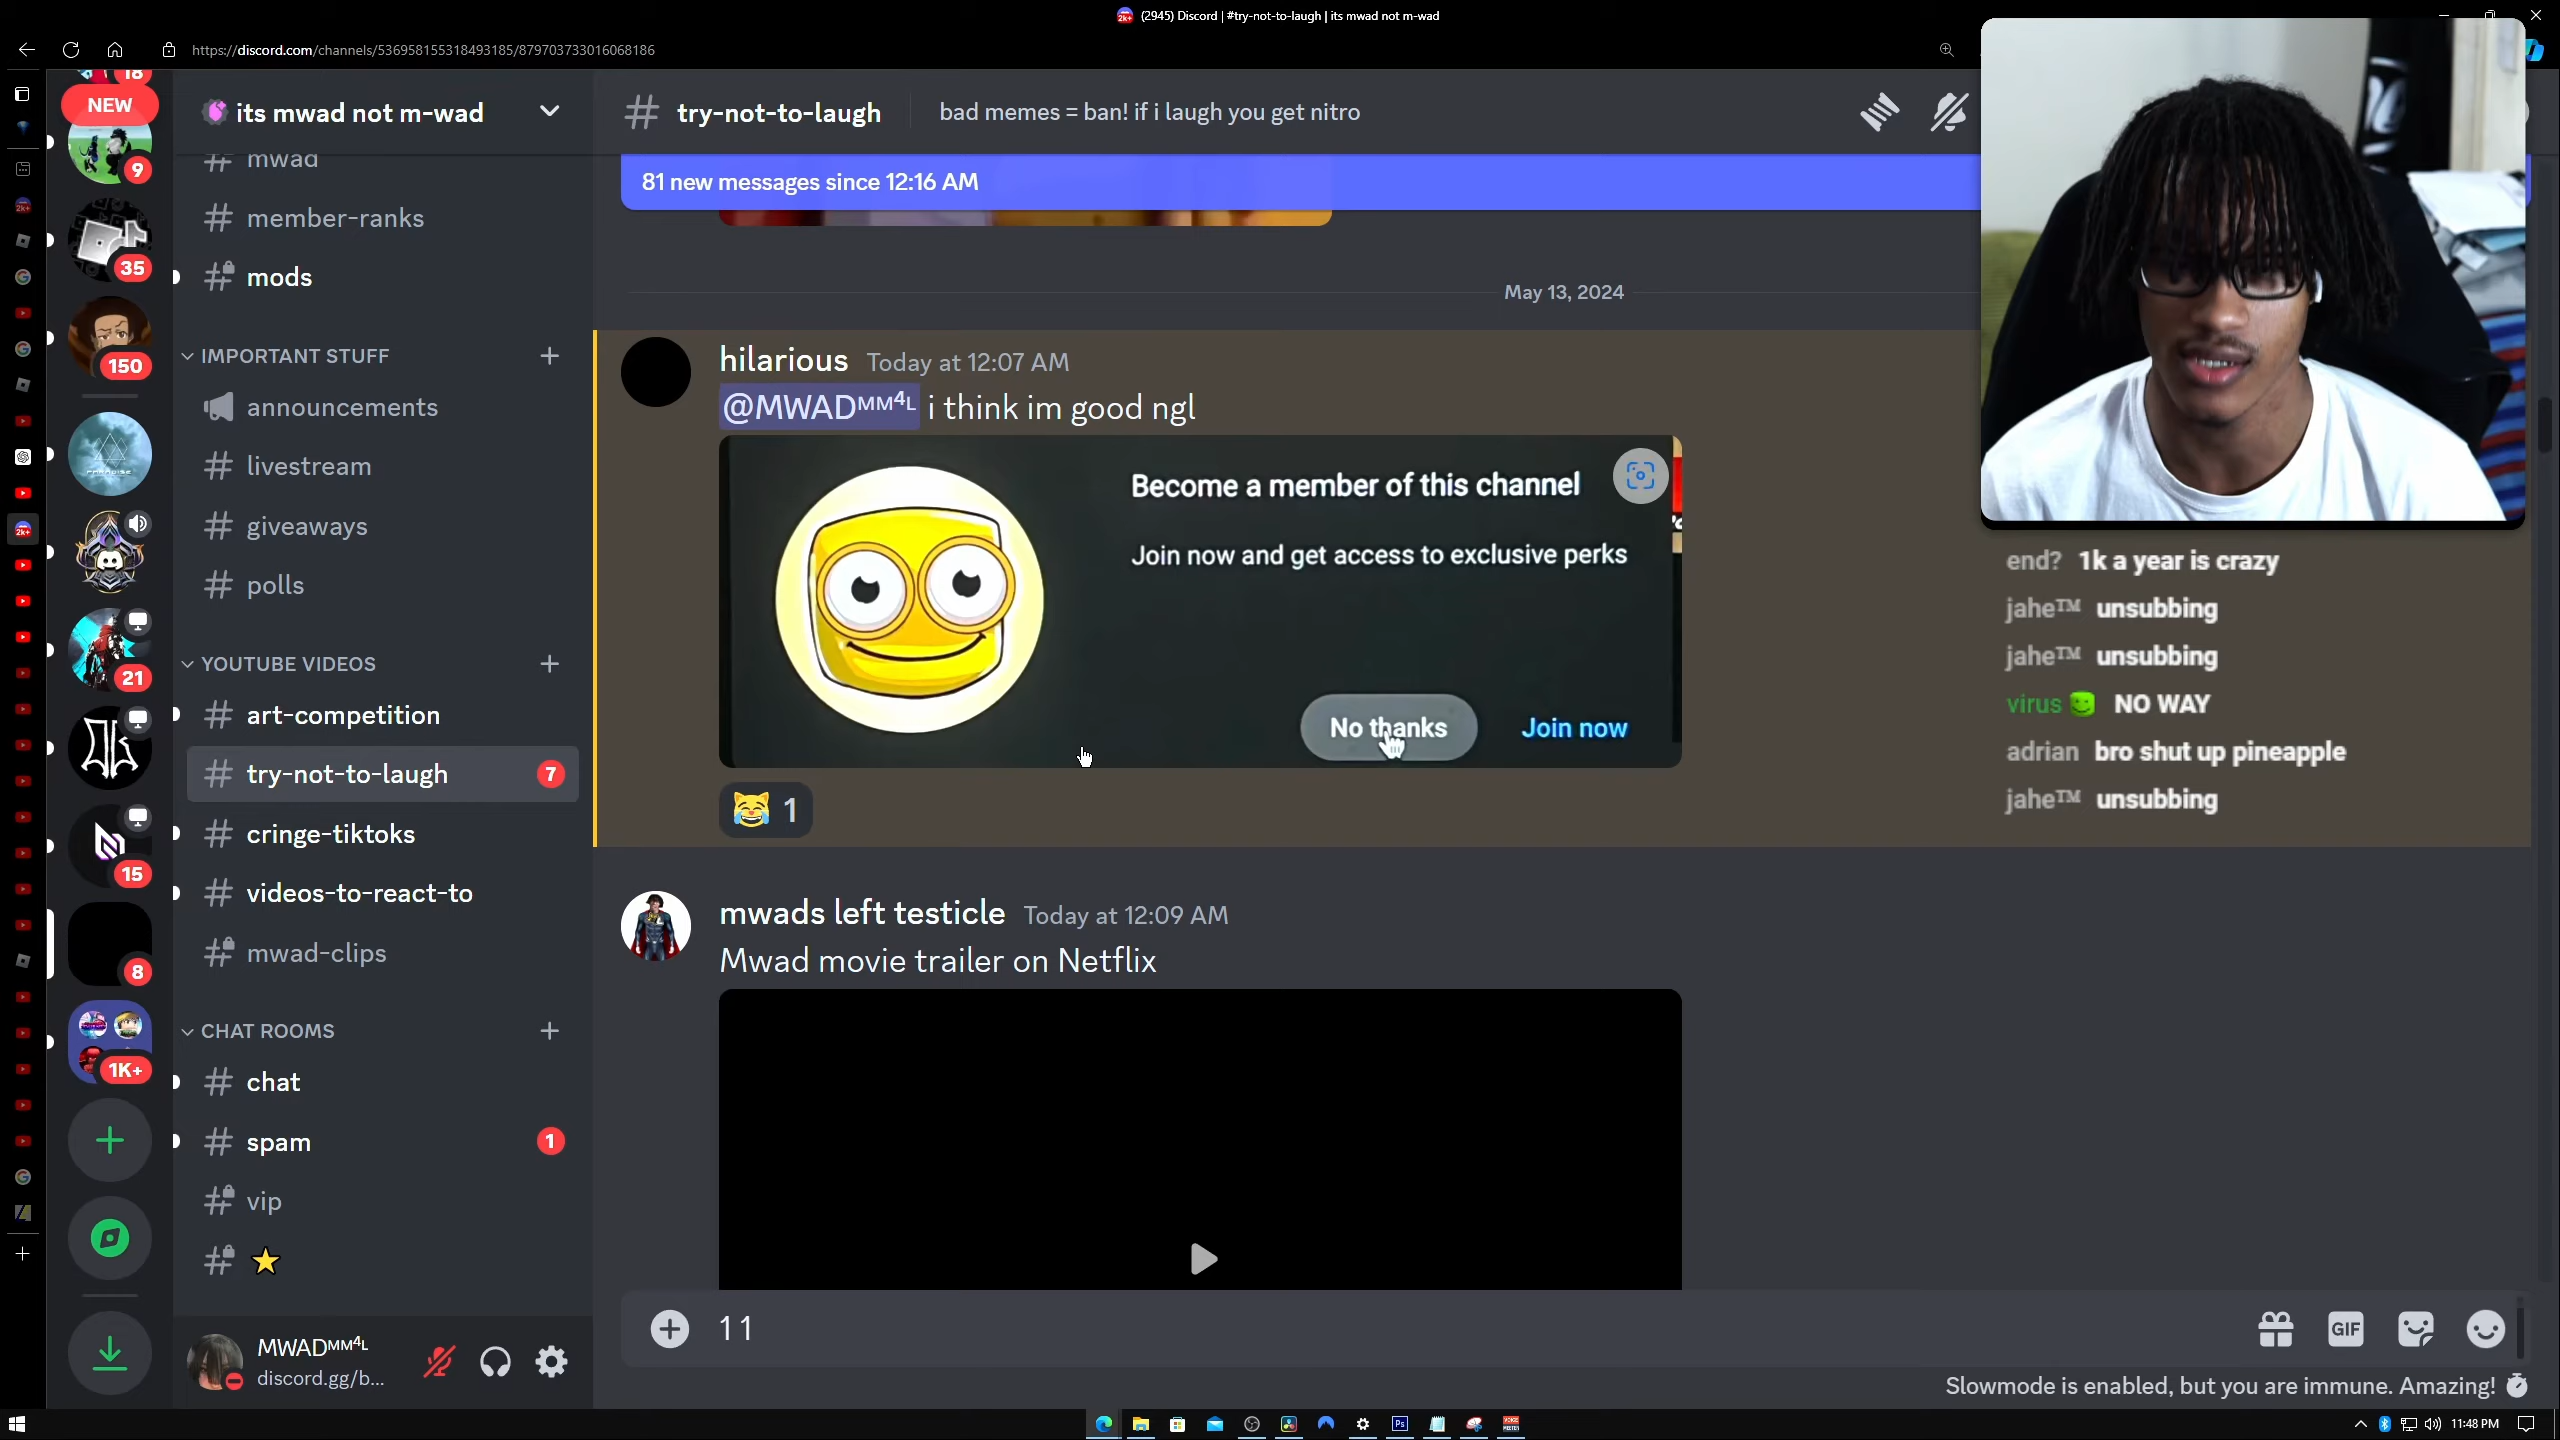 (2945) Discord | #try-not-to-laugh | its mwad not m-wad
https://discord.com/channels/536958155318493185/879703733016068186
18
NEW
9
35
150
21
15
8
1K+
its mwad not m-wad
mwad
member-ranks
mods
IMPORTANT STUFF
announcements
livestream
giveaways
polls
YOUTUBE VIDEOS
art-competition
try-not-to-laugh 7
cringe-tiktoks
videos-to-react-to
mwad-clips
CHAT ROOMS
chat
spam 1
vip
MWADᴹᴹ⁴ᴸ
discord.gg/b...
try-not-to-laugh bad memes = ban! if i laugh you get nitro
81 new messages since 12:16 AM
May 13, 2024
hilarious Today at 12:07 AM
@MWADᴹᴹ⁴ᴸ i think im good ngl
Become a member of this channel
Join now and get access to exclusive perks
No thanks Join now
1
mwads left testicle Today at 12:09 AM
Mwad movie trailer on Netflix
11
GIF
Slowmode is enabled, but you are immune. Amazing!
end? 1k a year is crazy
jahe™ unsubbing
jahe™ unsubbing
virus NO WAY
adrian bro shut up pineapple
jahe™ unsubbing
Ps
11:48 PM